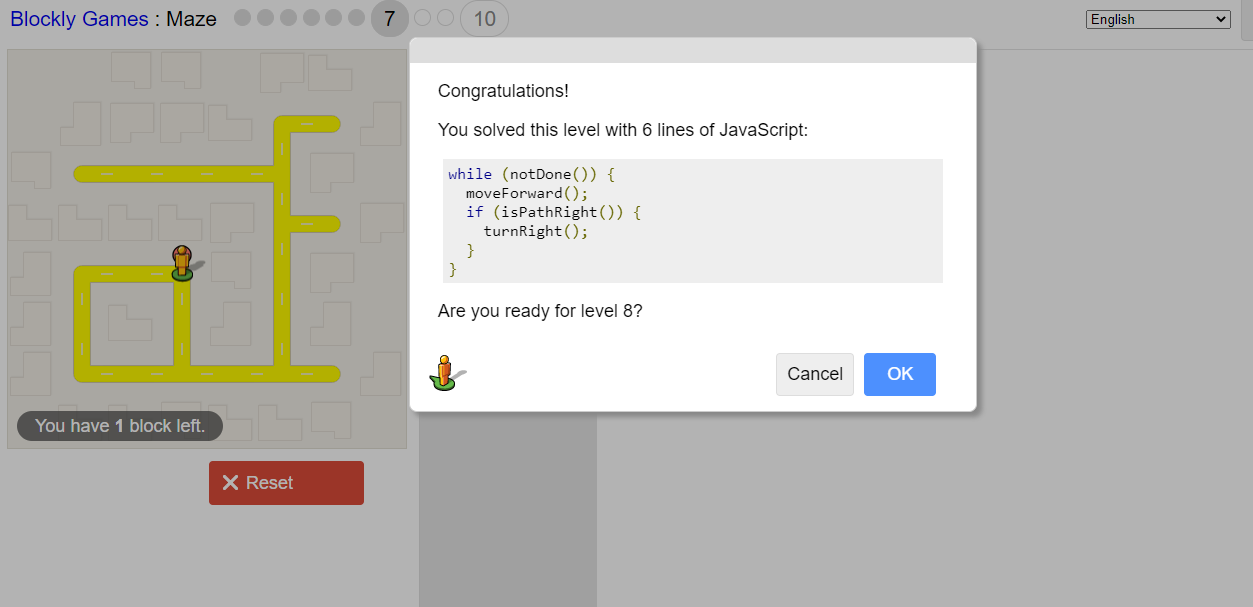 Blockly Games : Maze 7 10 English
Congratulations!
You solved this level with 6 lines of JavaScript:
while (notDone()) {
  moveForward();
  if (isPathRight()) {
    turnRight();
  }
}
Are you ready for level 8?
Cancel OK
You have 1 block left.
Reset